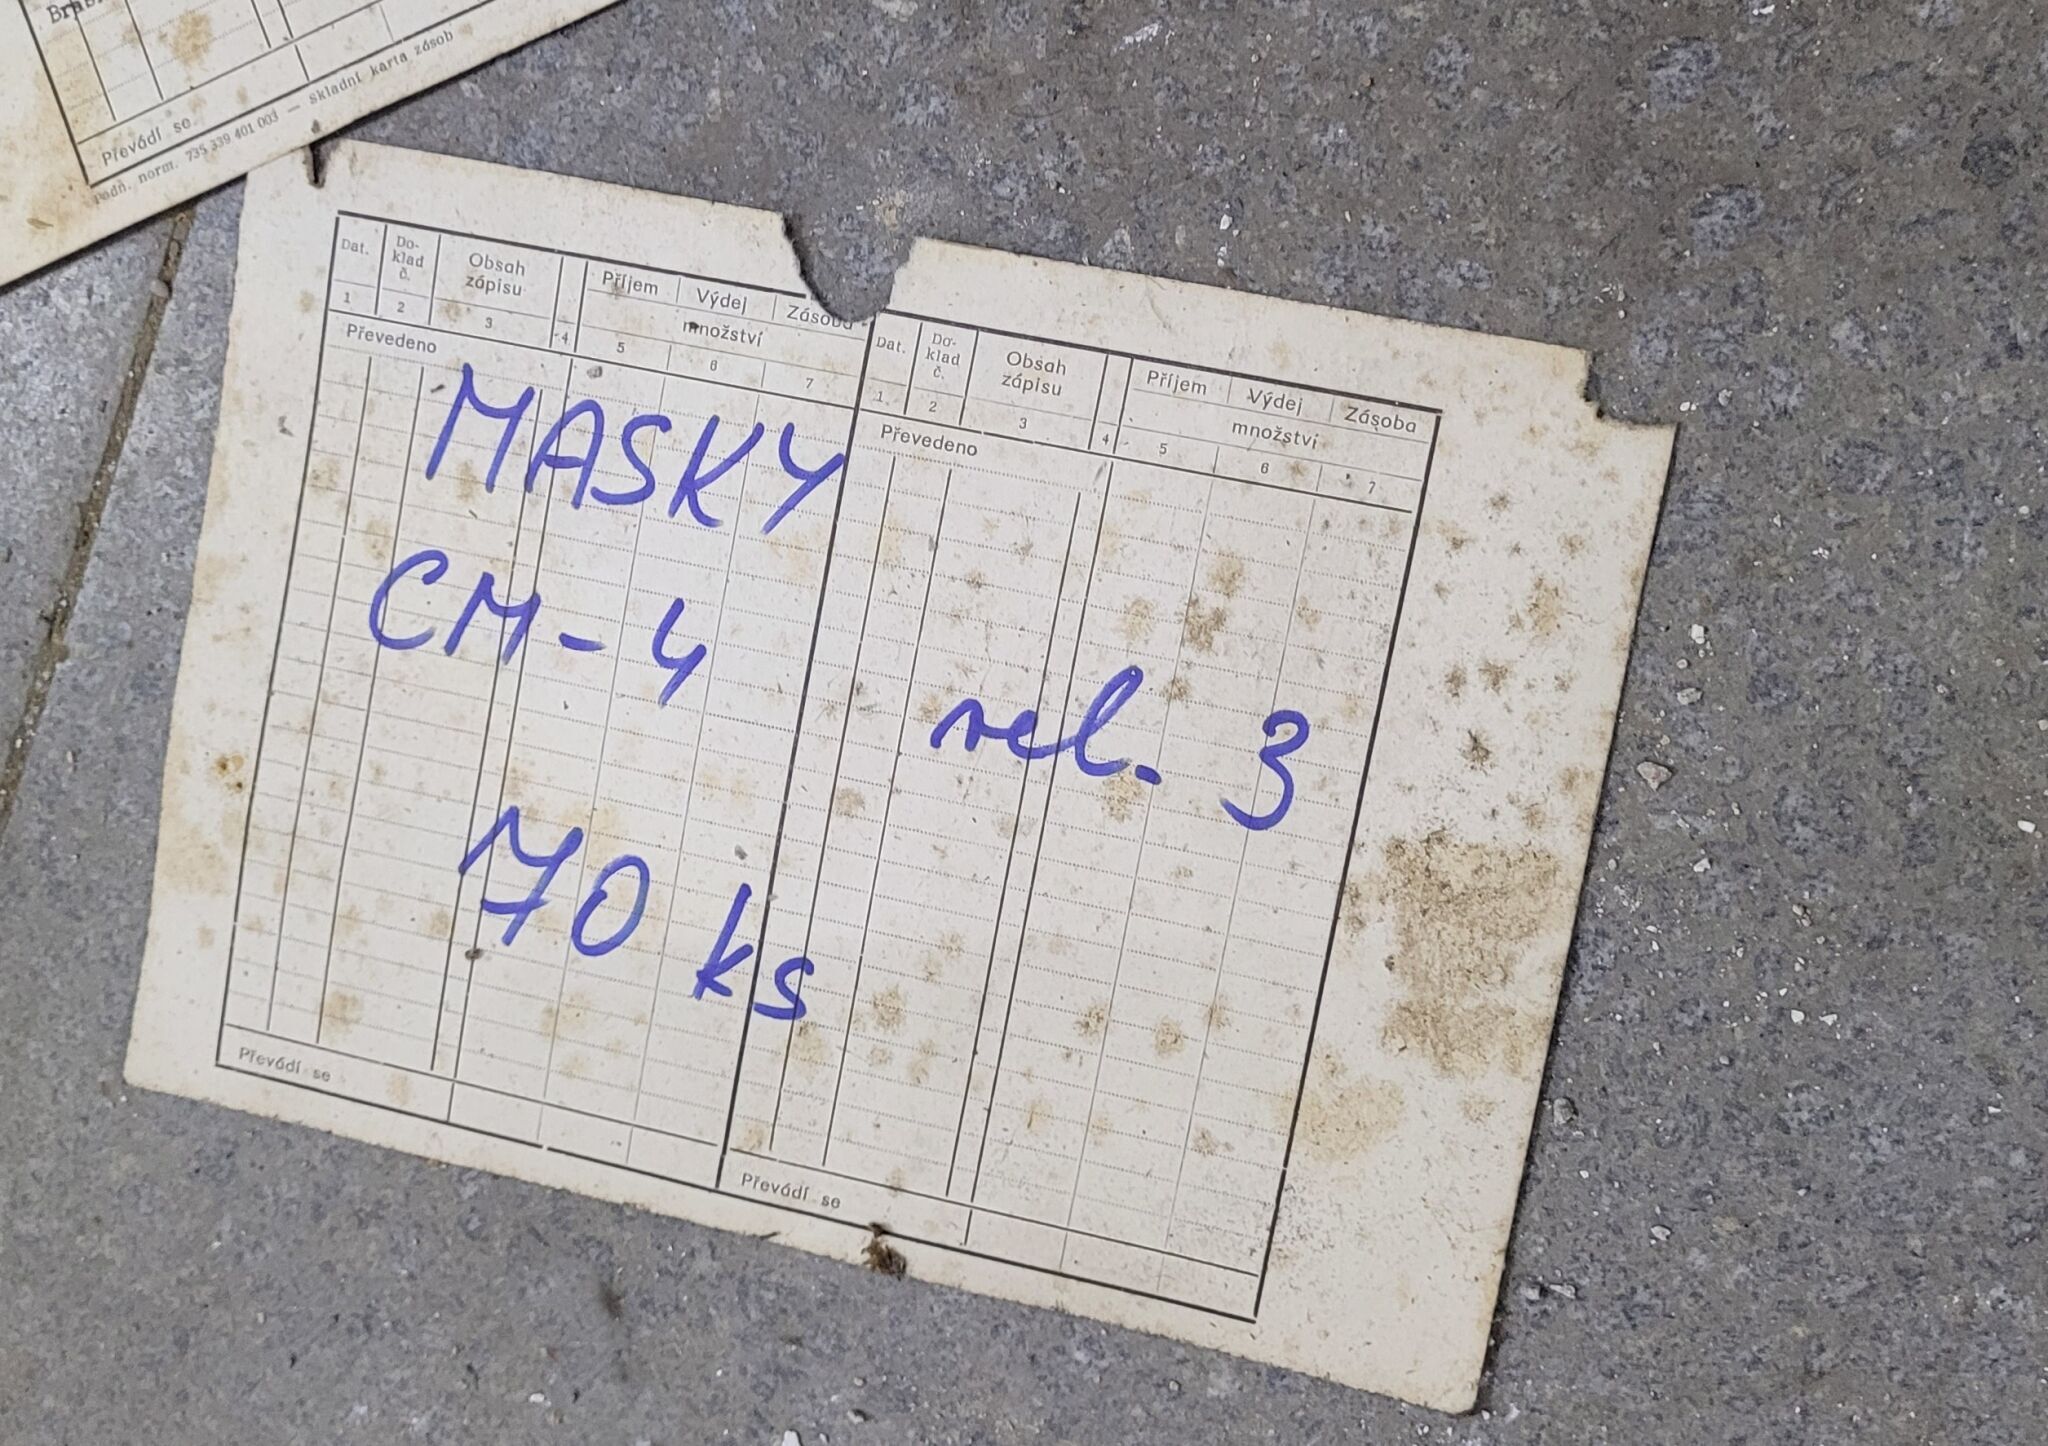 Převádí se
Podň. norm. 735 339 401 003 — Skladní karta zásob
Dat. Do-klad č. Obsah zápisu Příjem Výdej Zásoba
množství
1 2 3 4 5 6 7
Převedeno
Dat. Do-klad č. Obsah zápisu Příjem Výdej Zásoba
množství
1 2 3 4 5 6 7
Převedeno
MASKY
CM-4 vel. 3
70 ks
Převádí se
Převádí se